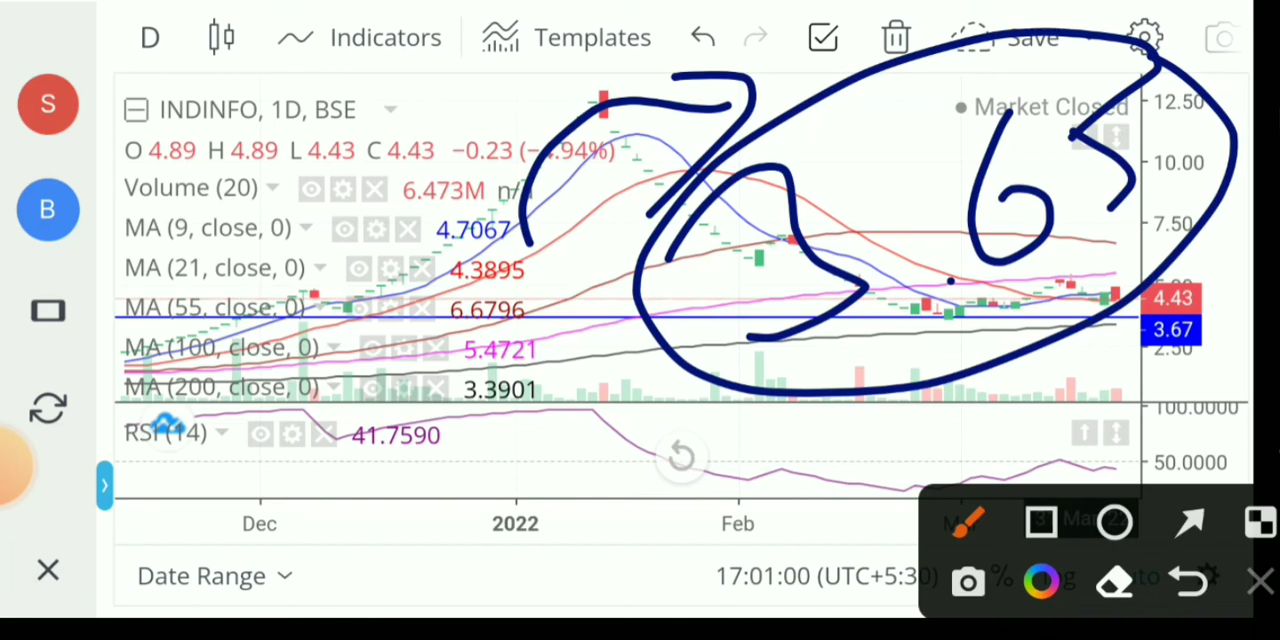 D Indicators Templates Save
S
B
INDINFO, 1D, BSE Market Closed
O 4.89 H 4.89 L 4.43 C 4.43 −0.23 (−4.94%)
Volume (20) 6.473M n/
MA (9, close, 0) 4.7067
MA (21, close, 0) 4.3895
MA (55, close, 0) 6.6796
MA (100, close, 0) 5.4721
MA (200, close, 0) 3.3901
12.50
10.00
7.50
5.00
4.43
3.67
2.50
RSI (14) 41.7590
100.0000
50.0000
Dec 2022 Feb
Date Range 17:01:00 (UTC+5:30) %